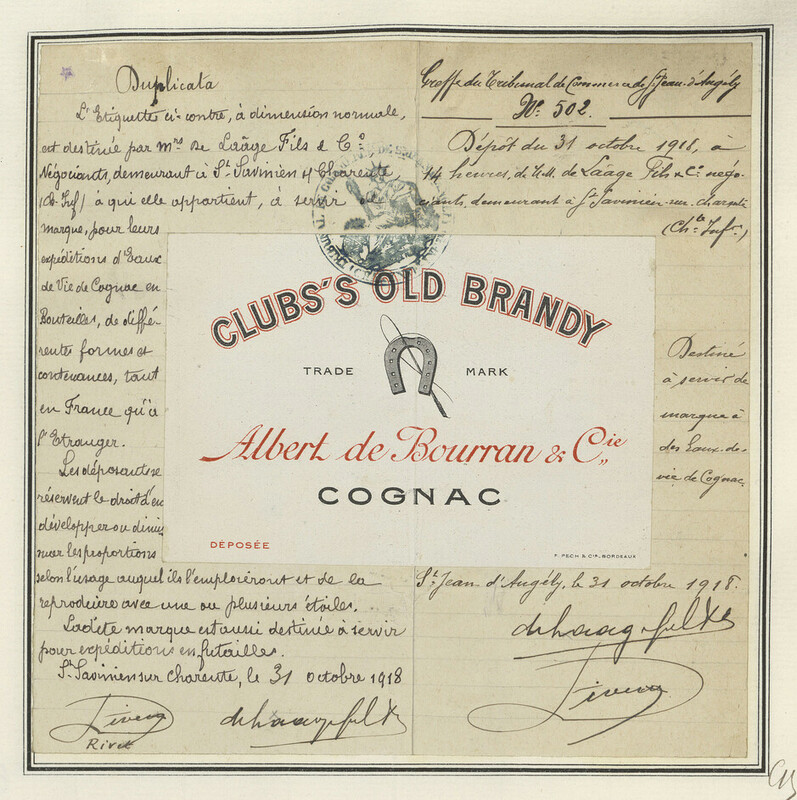 Duplicata
L'Etiquette ci-contre, à dimension normale,
est destinée par Mrs de Laâge Fils & Co
Négociants, demeurant à St Savinien s/ Charente,
(Ch. Inf) à qui elle appartient, à servir de
marque, pour leurs
expéditions d'Eaux
de Vie de Cognac en
Bouteilles, de diffé-
rentes formes et
contenances, tant
en France qu'à
l'Etranger.
Les déposants se
réservent le droit d'en
développer ou dimi-
nuer les proportions
selon l'usage auquel ils l'emploieront et de la
reproduire avec une ou plusieurs étoiles.
Ladite marque est aussi destinée à servir
pour expéditions en futailles.
St Savinien sur Charente, le 31 octobre 1918
Rivet
Greffe du Tribunal de Commerce de St Jean-d'Angély
No. 502.
Dépôt du 31 octobre 1918, à
14 heures, de M.M. de Laage Fils & Cie négo-
ciants, demeurant à St Savinien-sur-charente
(Ch.te Infre)
Destiné
à servir de
marque à
des Eaux-de-
vie de Cognac
St Jean d'Angély, le 31 octobre 1918.
CLUBS'S OLD BRANDY
TRADE MARK
Albert de Bourran & Cie
COGNAC
DÉPOSÉE
F. PECH & CIE. BORDEAUX